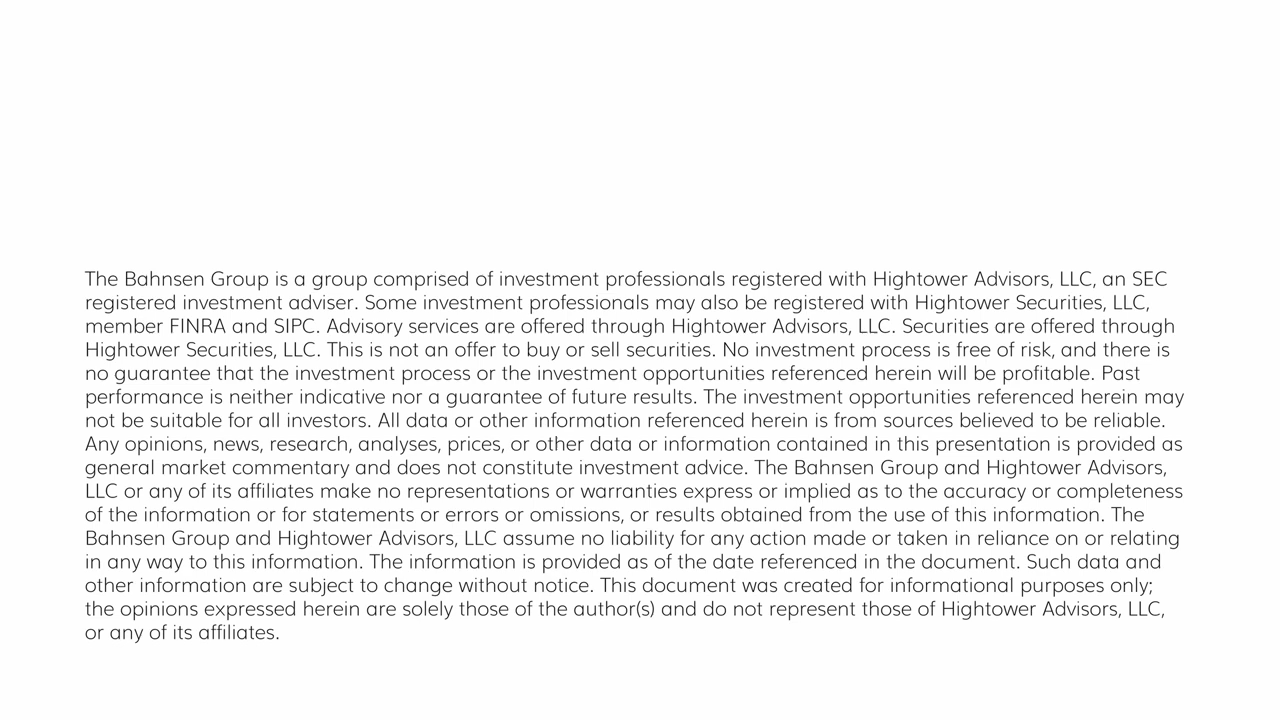 The Bahnsen Group is a group comprised of investment professionals registered with Hightower Advisors, LLC, an SEC
registered investment adviser. Some investment professionals may also be registered with Hightower Securities, LLC,
member FINRA and SIPC. Advisory services are offered through Hightower Advisors, LLC. Securities are offered through
Hightower Securities, LLC. This is not an offer to buy or sell securities. No investment process is free of risk, and there is
no guarantee that the investment process or the investment opportunities referenced herein will be profitable. Past
performance is neither indicative nor a guarantee of future results. The investment opportunities referenced herein may
not be suitable for all investors. All data or other information referenced herein is from sources believed to be reliable.
Any opinions, news, research, analyses, prices, or other data or information contained in this presentation is provided as
general market commentary and does not constitute investment advice. The Bahnsen Group and Hightower Advisors,
LLC or any of its affiliates make no representations or warranties express or implied as to the accuracy or completeness
of the information or for statements or errors or omissions, or results obtained from the use of this information. The
Bahnsen Group and Hightower Advisors, LLC assume no liability for any action made or taken in reliance on or relating
in any way to this information. The information is provided as of the date referenced in the document. Such data and
other information are subject to change without notice. This document was created for informational purposes only;
the opinions expressed herein are solely those of the author(s) and do not represent those of Hightower Advisors, LLC,
or any of its affiliates.